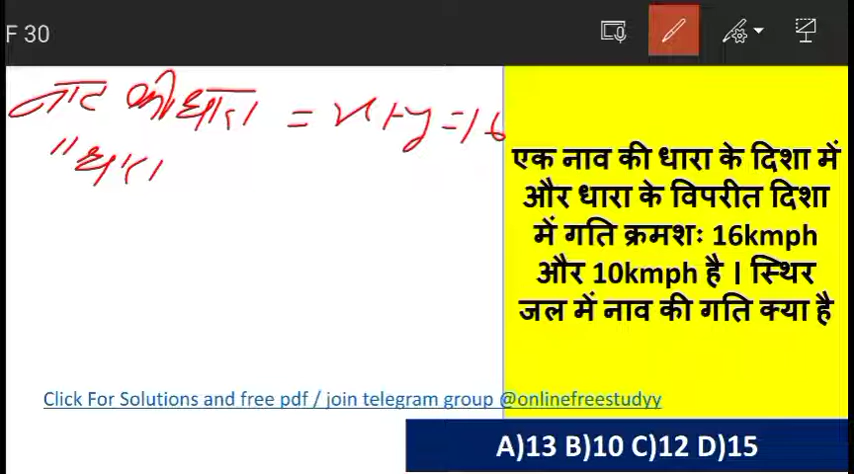 F 30
नाव की धारा = x+y=16
" धारा
एक नाव की धारा के दिशा में
और धारा के विपरीत दिशा
में गति क्रमशः 16kmph
और 10kmph है । स्थिर
जल में नाव की गति क्या है
Click For Solutions and free pdf / join telegram group @onlinefreestudyy
A)13 B)10 C)12 D)15